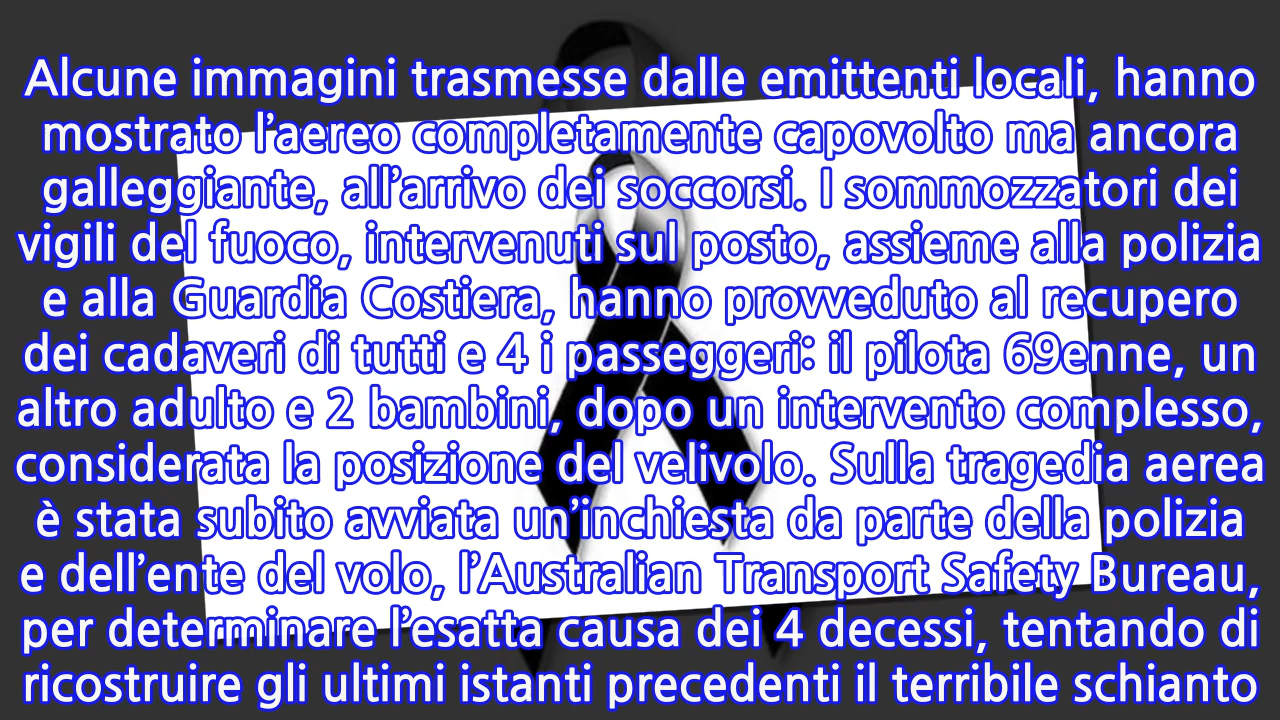 Alcune immagini trasmesse dalle emittenti locali, hanno
mostrato l’aereo completamente capovolto ma ancora
galleggiante, all’arrivo dei soccorsi. I sommozzatori dei
vigili del fuoco, intervenuti sul posto, assieme alla polizia
e alla Guardia Costiera, hanno provveduto al recupero
dei cadaveri di tutti e 4 i passeggeri: il pilota 69enne, un
altro adulto e 2 bambini, dopo un intervento complesso,
considerata la posizione del velivolo. Sulla tragedia aerea
è stata subito avviata un’inchiesta da parte della polizia
e dell’ente del volo, l’Australian Transport Safety Bureau,
per determinare l’esatta causa dei 4 decessi, tentando di
ricostruire gli ultimi istanti precedenti il terribile schianto